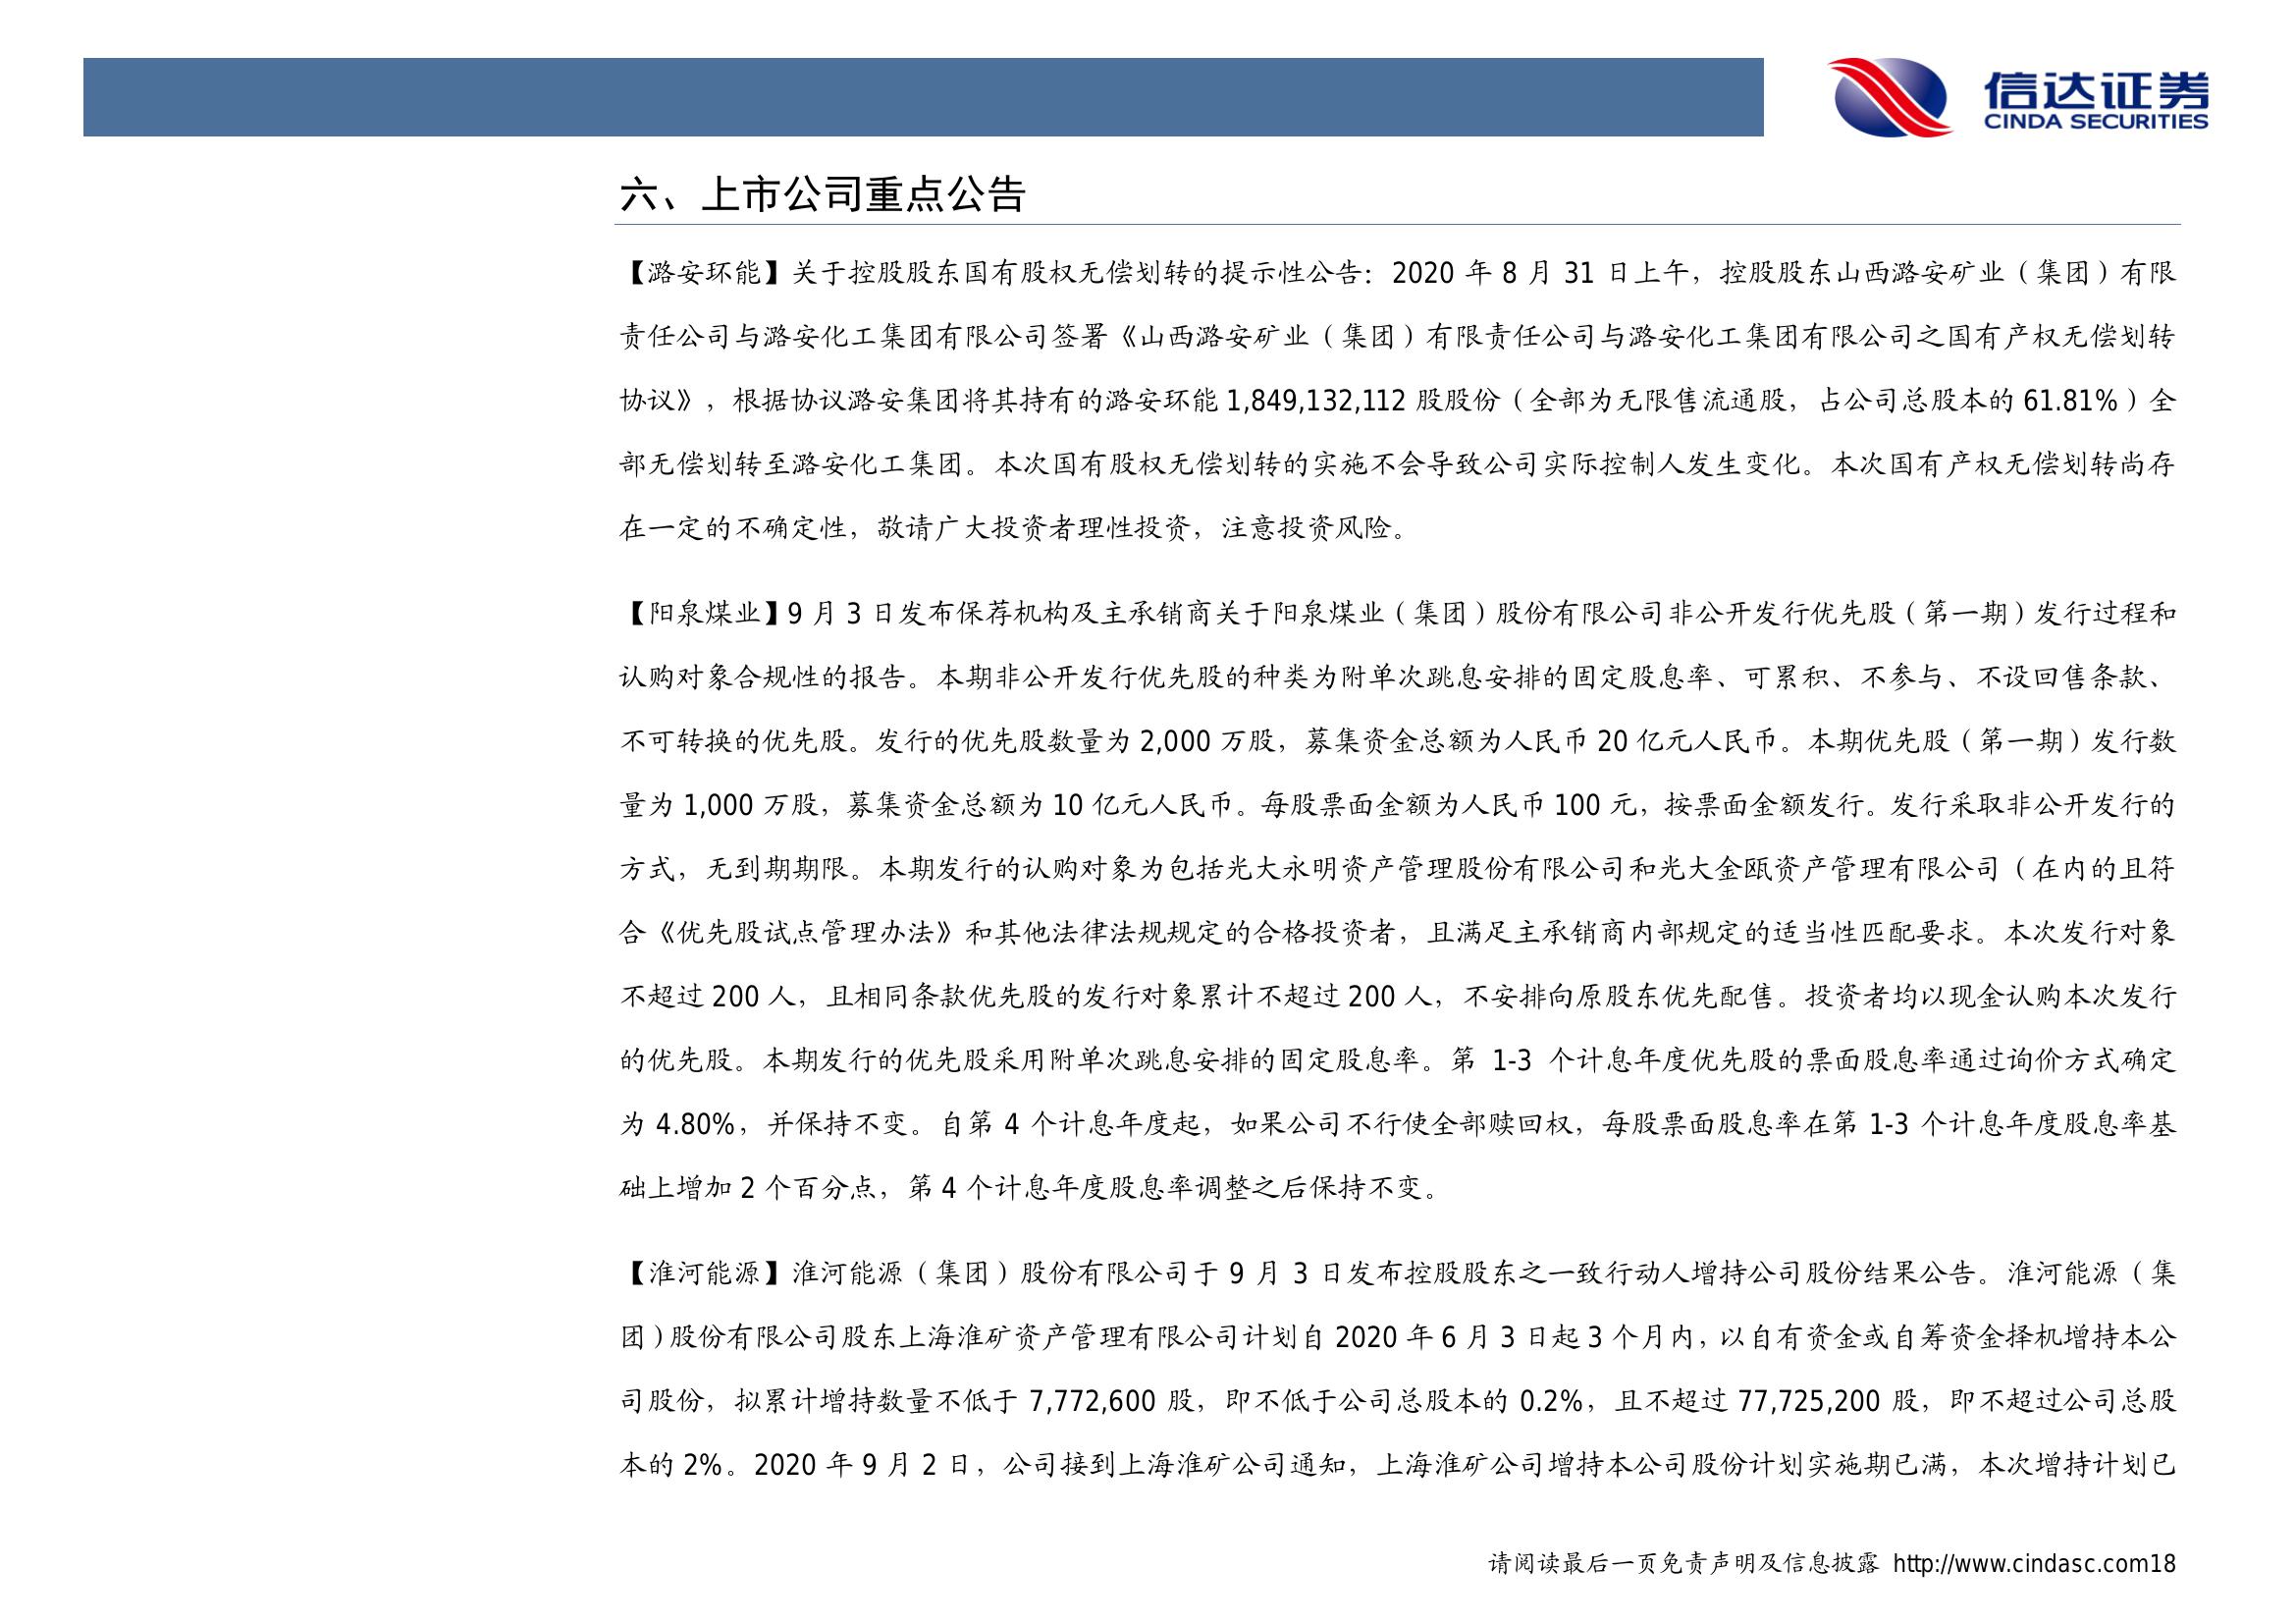 信达证券
CINDA SECURITIES
六、上市公司重点公告
【潞安环能】关于控股股东国有股权无偿划转的提示性公告：2020 年 8 月 31 日上午，控股股东山西潞安矿业（集团）有限
责任公司与潞安化工集团有限公司签署《山西潞安矿业（集团）有限责任公司与潞安化工集团有限公司之国有产权无偿划转
协议》，根据协议潞安集团将其持有的潞安环能 1,849,132,112 股股份（全部为无限售流通股，占公司总股本的 61.81%）全
部无偿划转至潞安化工集团。本次国有股权无偿划转的实施不会导致公司实际控制人发生变化。本次国有产权无偿划转尚存
在一定的不确定性，敬请广大投资者理性投资，注意投资风险。
【阳泉煤业】9 月 3 日发布保荐机构及主承销商关于阳泉煤业（集团）股份有限公司非公开发行优先股（第一期）发行过程和
认购对象合规性的报告。本期非公开发行优先股的种类为附单次跳息安排的固定股息率、可累积、不参与、不设回售条款、
不可转换的优先股。发行的优先股数量为 2,000 万股，募集资金总额为人民币 20 亿元人民币。本期优先股（第一期）发行数
量为 1,000 万股，募集资金总额为 10 亿元人民币。每股票面金额为人民币 100 元，按票面金额发行。发行采取非公开发行的
方式，无到期期限。本期发行的认购对象为包括光大永明资产管理股份有限公司和光大金瓯资产管理有限公司（在内的且符
合《优先股试点管理办法》和其他法律法规规定的合格投资者，且满足主承销商内部规定的适当性匹配要求。本次发行对象
不超过 200 人，且相同条款优先股的发行对象累计不超过 200 人，不安排向原股东优先配售。投资者均以现金认购本次发行
的优先股。本期发行的优先股采用附单次跳息安排的固定股息率。第 1-3 个计息年度优先股的票面股息率通过询价方式确定
为 4.80%，并保持不变。自第 4 个计息年度起，如果公司不行使全部赎回权，每股票面股息率在第 1-3 个计息年度股息率基
础上增加 2 个百分点，第 4 个计息年度股息率调整之后保持不变。
【淮河能源】淮河能源（集团）股份有限公司于 9 月 3 日发布控股股东之一致行动人增持公司股份结果公告。淮河能源（集
团）股份有限公司股东上海淮矿资产管理有限公司计划自 2020 年 6 月 3 日起 3 个月内，以自有资金或自筹资金择机增持本公
司股份，拟累计增持数量不低于 7,772,600 股，即不低于公司总股本的 0.2%，且不超过 77,725,200 股，即不超过公司总股
本的 2%。2020 年 9 月 2 日，公司接到上海淮矿公司通知，上海淮矿公司增持本公司股份计划实施期已满，本次增持计划已
请阅读最后一页免责声明及信息披露 http://www.cindasc.com18